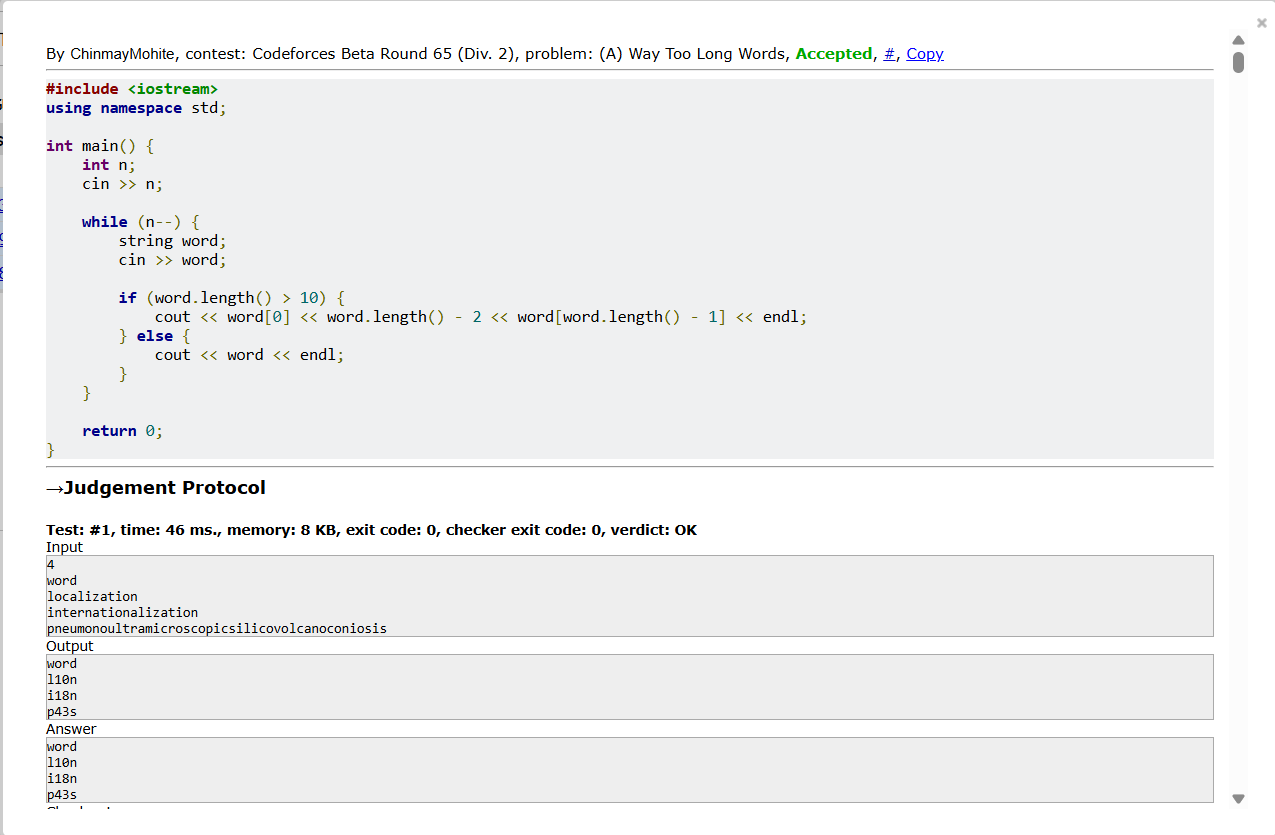 By ChinmayMohite, contest: Codeforces Beta Round 65 (Div. 2), problem: (A) Way Too Long Words, Accepted, #, Copy
#include <iostream>
using namespace std;

int main() {
    int n;
    cin >> n;

    while (n--) {
        string word;
        cin >> word;

        if (word.length() > 10) {
            cout << word[0] << word.length() - 2 << word[word.length() - 1] << endl;
        } else {
            cout << word << endl;
        }
    }

    return 0;
}
→Judgement Protocol
Test: #1, time: 46 ms., memory: 8 KB, exit code: 0, checker exit code: 0, verdict: OK
Input
4
word
localization
internationalization
pneumonoultramicroscopicsilicovolcanoconiosis
Output
word
l10n
i18n
p43s
Answer
word
l10n
i18n
p43s